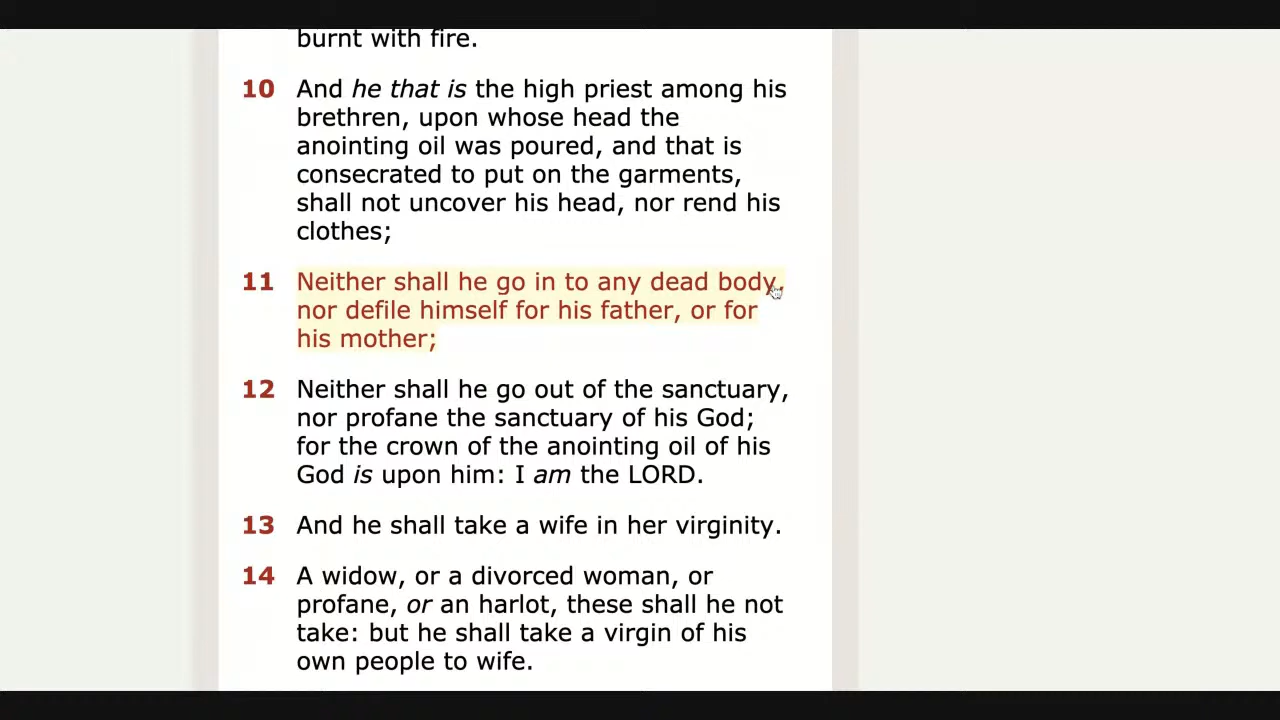 burnt with fire.
10 And he that is the high priest among his
brethren, upon whose head the
anointing oil was poured, and that is
consecrated to put on the garments,
shall not uncover his head, nor rend his
clothes;
11 Neither shall he go in to any dead body,
nor defile himself for his father, or for
his mother;
12 Neither shall he go out of the sanctuary,
nor profane the sanctuary of his God;
for the crown of the anointing oil of his
God is upon him: I am the LORD.
13 And he shall take a wife in her virginity.
14 A widow, or a divorced woman, or
profane, or an harlot, these shall he not
take: but he shall take a virgin of his
own people to wife.